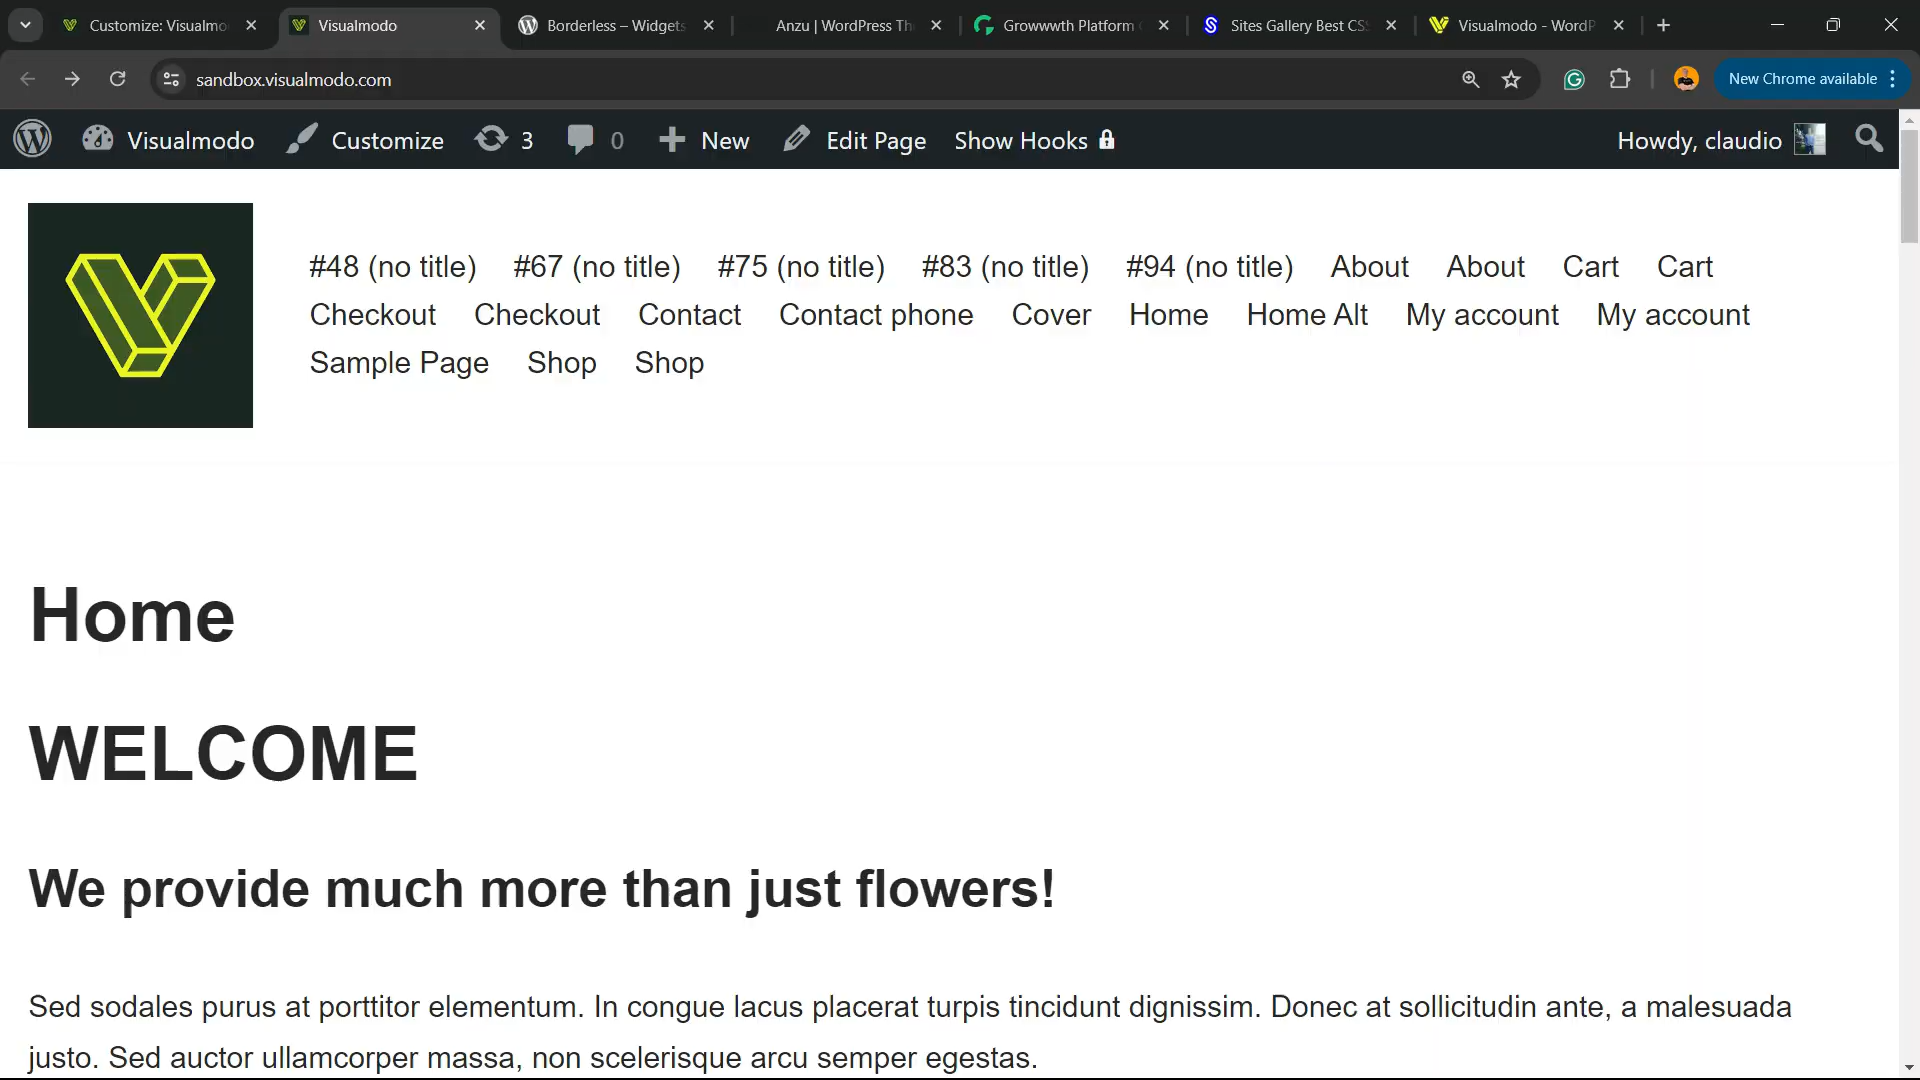 Customize: Visualmo
Visualmodo
Borderless – Widgets
Anzu | WordPress Th
Growwwth Platform
Sites Gallery Best CS
Visualmodo - WordP
sandbox.visualmodo.com
New Chrome available
Visualmodo Customize 3 0 New Edit Page Show Hooks Howdy, claudio
#48 (no title) #67 (no title) #75 (no title) #83 (no title) #94 (no title) About About Cart Cart
Checkout Checkout Contact Contact phone Cover Home Home Alt My account My account
Sample Page Shop Shop
Home
WELCOME
We provide much more than just flowers!
Sed sodales purus at porttitor elementum. In congue lacus placerat turpis tincidunt dignissim. Donec at sollicitudin ante, a malesuada
justo. Sed auctor ullamcorper massa, non scelerisque arcu semper egestas.